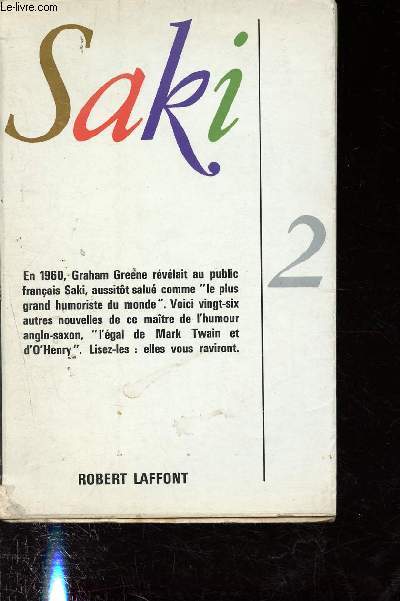 Le-livre.com
Saki
2
En 1960, Graham Greene révélait au public
français Saki, aussitôt salué comme "le plus
grand humoriste du monde". Voici vingt-six
autres nouvelles de ce maître de l'humour
anglo-saxon, "l'égal de Mark Twain et
d'O'Henry". Lisez-les : elles vous raviront.
ROBERT LAFFONT